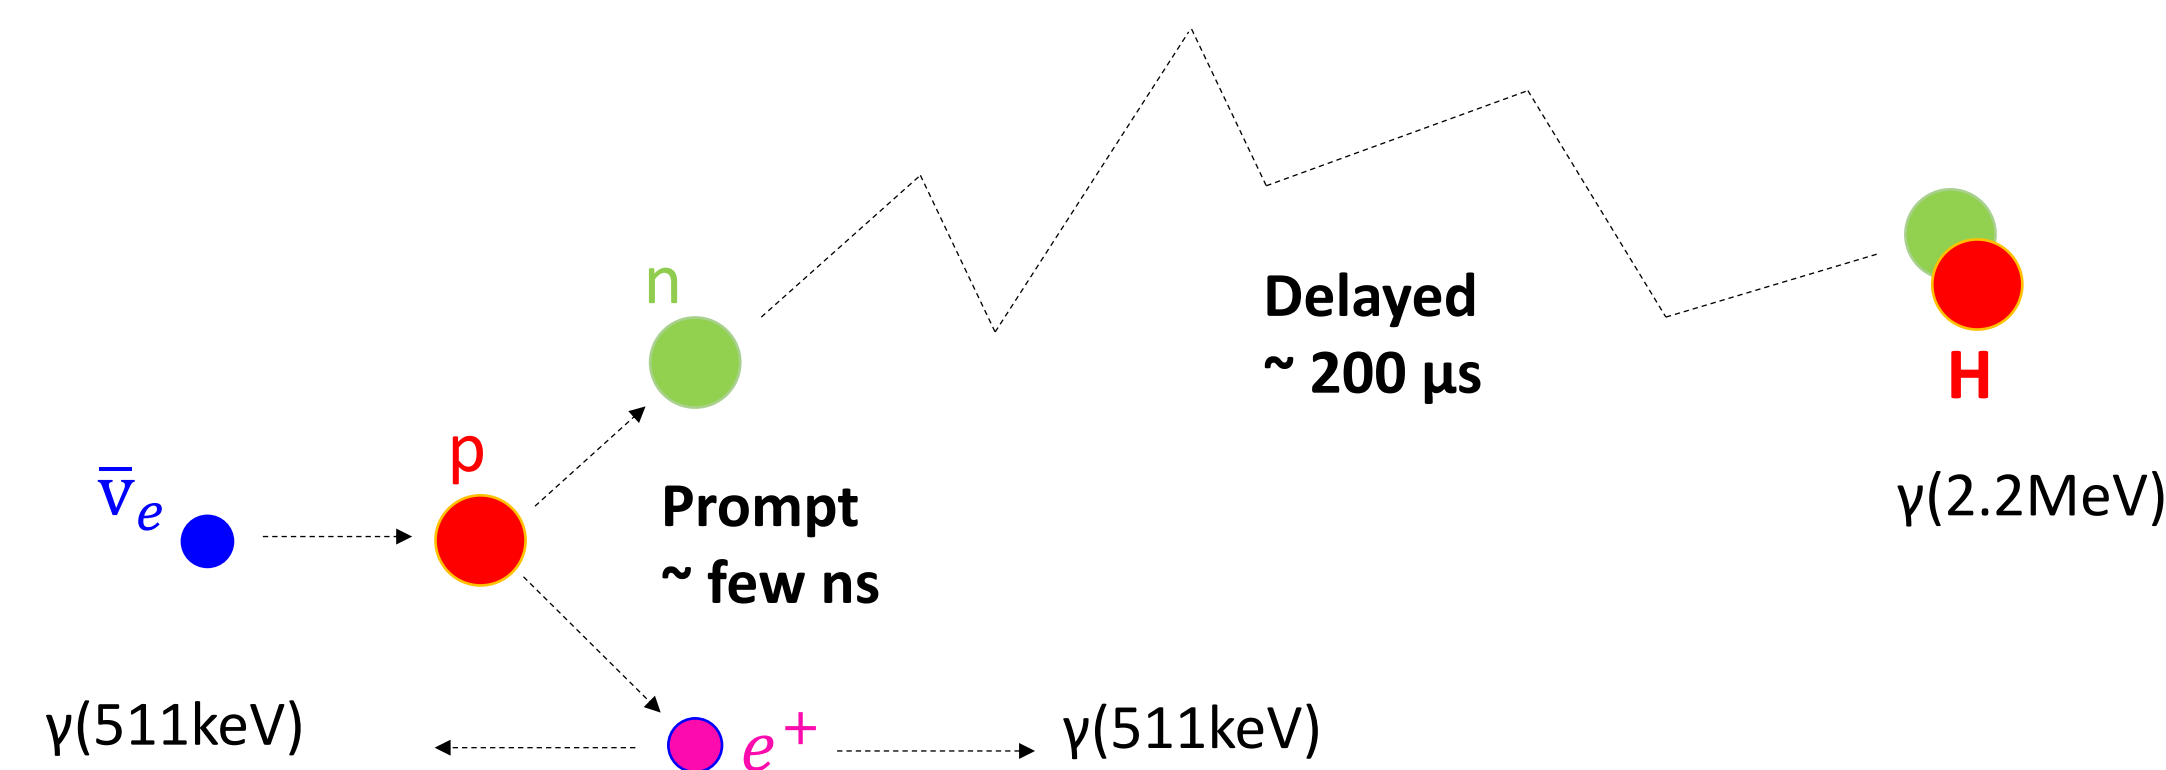 n
Delayed
~ 200 µs
H
p
ν̅ₑ
Prompt
~ few ns
γ(2.2MeV)
γ(511keV)
e⁺
γ(511keV)